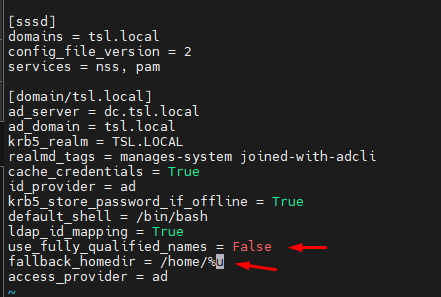 [sssd]
domains = tsl.local
config_file_version = 2
services = nss, pam
[domain/tsl.local]
ad_server = dc.tsl.local
ad_domain = tsl.local
krb5_realm = TSL.LOCAL
realmd_tags = manages-system joined-with-adcli
cache_credentials = True
id_provider = ad
krb5_store_password_if_offline = True
default_shell = /bin/bash
ldap_id_mapping = True
use_fully_qualified_names = False
fallback_homedir = /home/%u
access_provider = ad
~